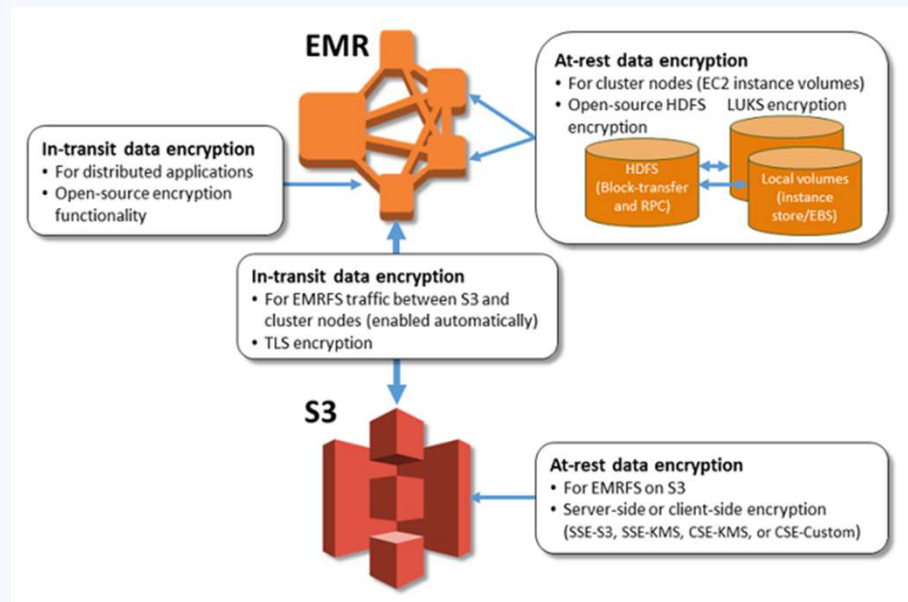 EMR
At-rest data encryption
• For cluster nodes (EC2 instance volumes)
• Open-source HDFS encryption
LUKS encryption
HDFS
(Block-transfer
and RPC)
Local volumes
(instance
store/EBS)
In-transit data encryption
• For distributed applications
• Open-source encryption
functionality
In-transit data encryption
• For EMRFS traffic between S3 and
cluster nodes (enabled automatically)
• TLS encryption
S3
At-rest data encryption
• For EMRFS on S3
• Server-side or client-side encryption
(SSE-S3, SSE-KMS, CSE-KMS, or CSE-Custom)